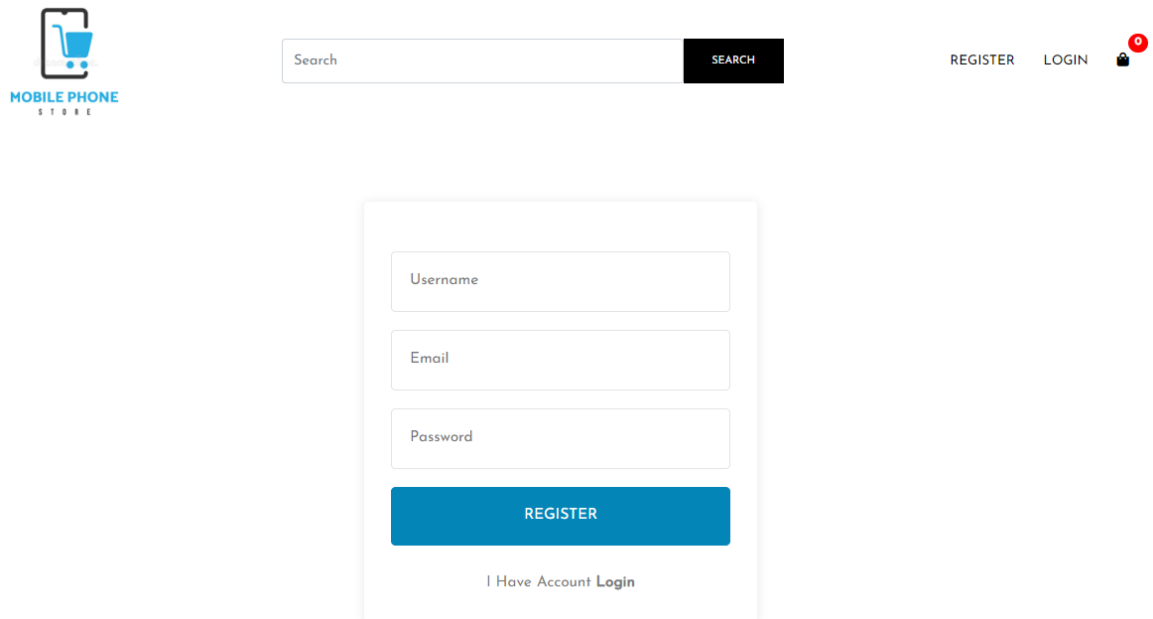 MOBILE PHONE
STORE
Search
SEARCH
REGISTER
LOGIN
0
Username
Email
Password
REGISTER
I Have Account Login